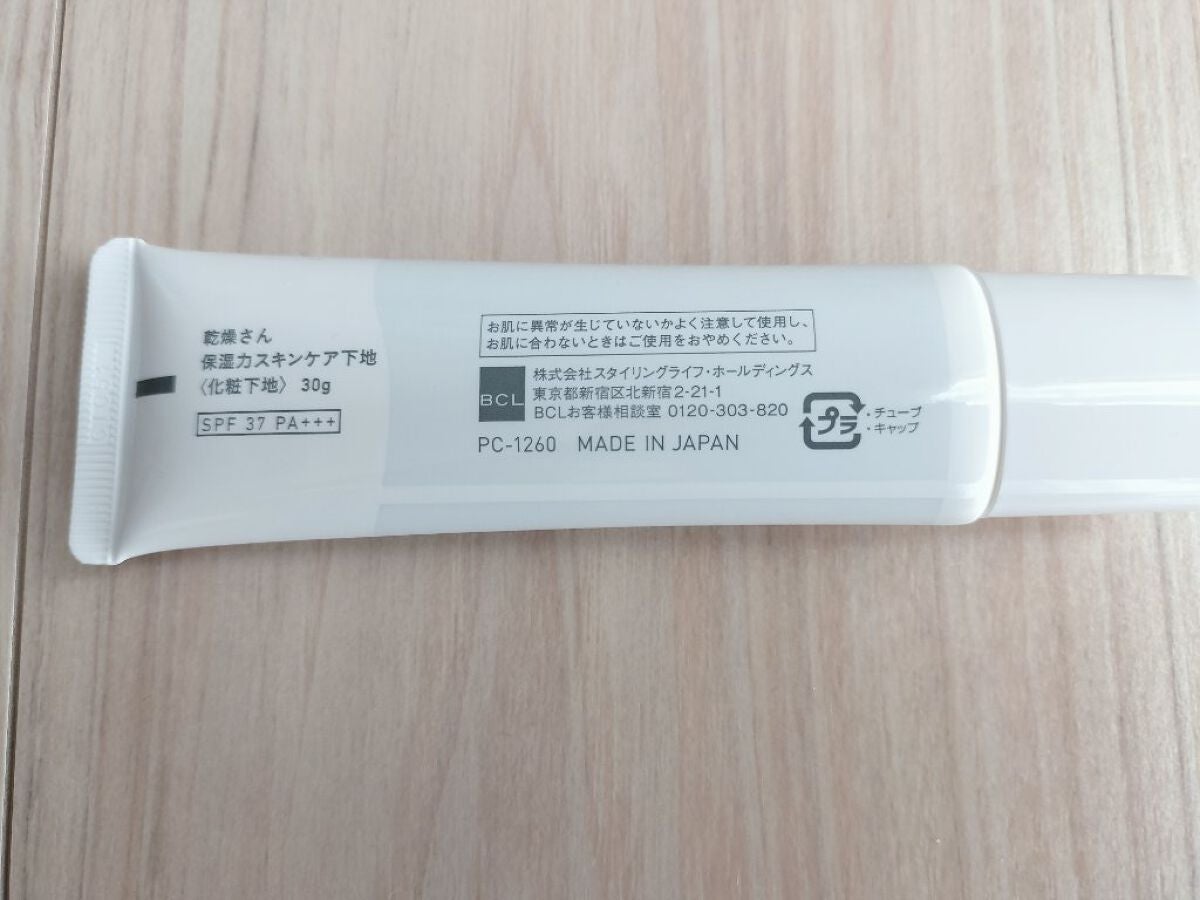 乾燥さん
保湿力スキンケア下地
〈化粧下地〉 30g
SPF 37 PA+++
お肌に異常が生じていないかよく注意して使用し、
お肌に合わないときはご使用をおやめください。
BCL
株式会社スタイリングライフ・ホールディングス
東京都新宿区北新宿2-21-1
BCLお客様相談室 0120-303-820
PC-1260 MADE IN JAPAN
プラ
・チューブ
・キャップ